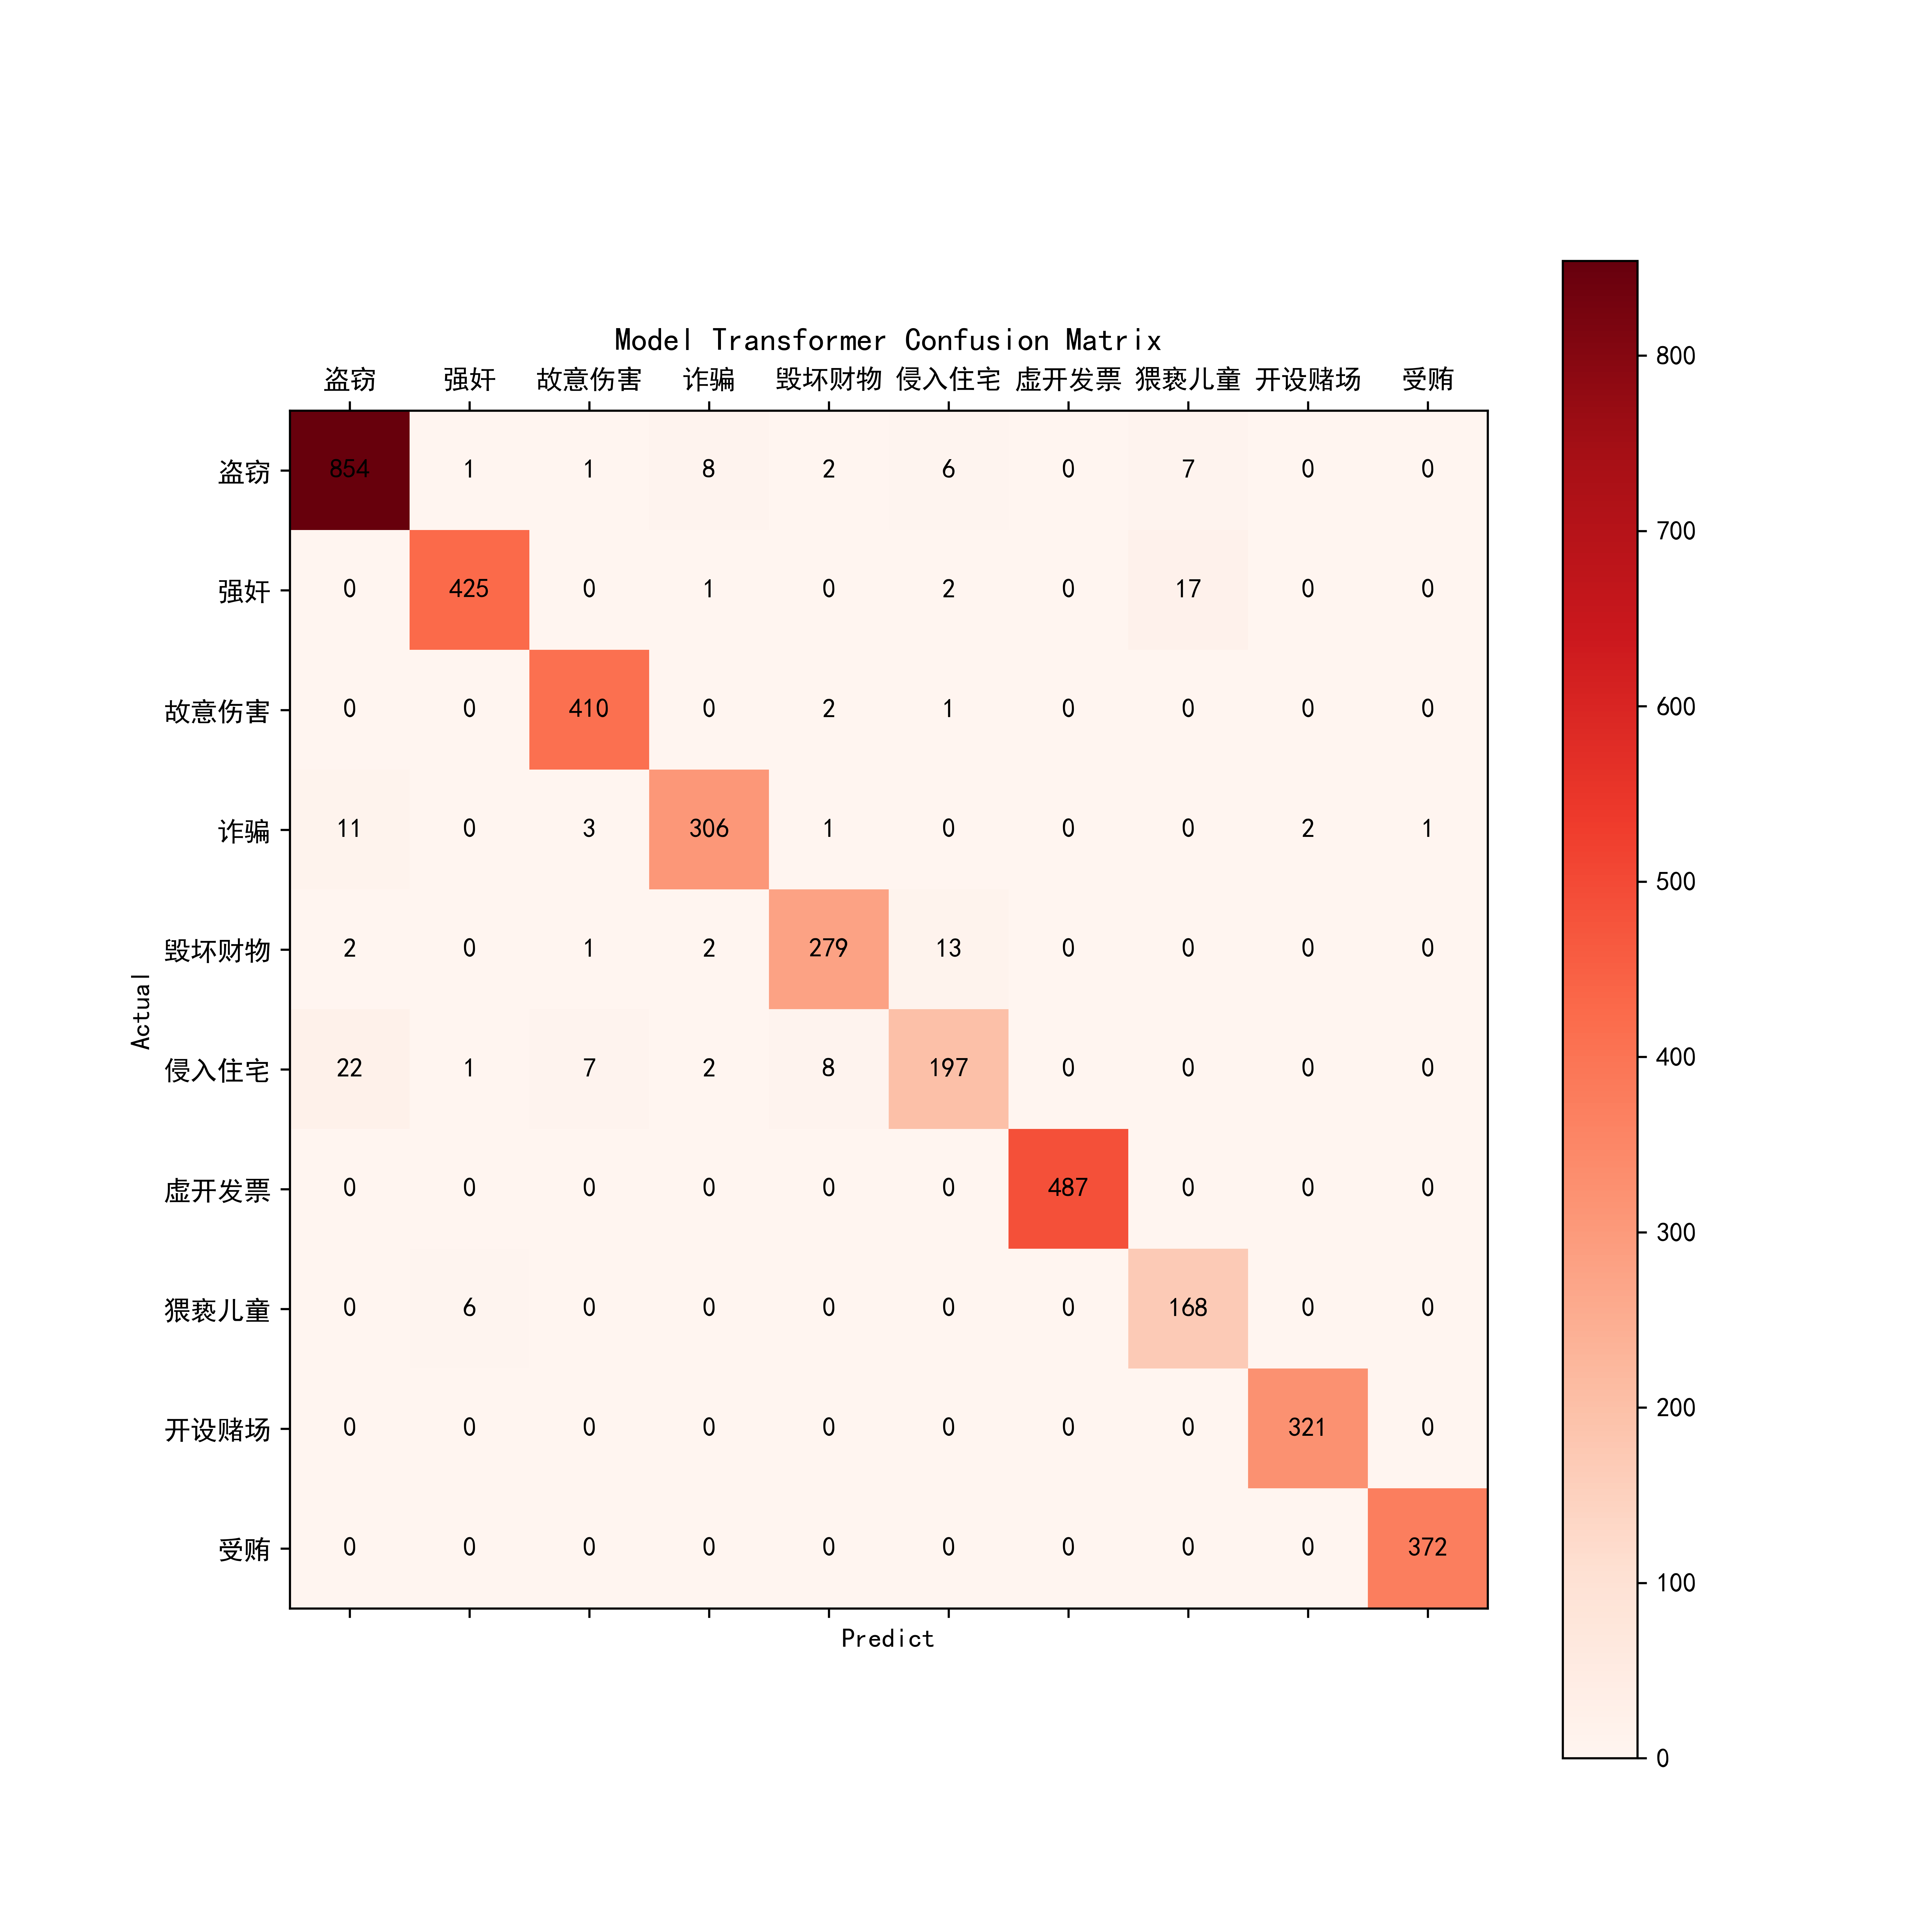 Model Transformer Confusion Matrix
盗窃 强奸 故意伤害 诈骗 毁坏财物 侵入住宅 虚开发票 猥亵儿童 开设赌场 受贿
盗窃 854 1 1 8 2 6 0 7 0 0
强奸 0 425 0 1 0 2 0 17 0 0
故意伤害 0 0 410 0 2 1 0 0 0 0
诈骗 11 0 3 306 1 0 0 0 2 1
毁坏财物 2 0 1 2 279 13 0 0 0 0
侵入住宅 22 1 7 2 8 197 0 0 0 0
虚开发票 0 0 0 0 0 0 487 0 0 0
猥亵儿童 0 6 0 0 0 0 0 168 0 0
开设赌场 0 0 0 0 0 0 0 0 321 0
受贿 0 0 0 0 0 0 0 0 0 372
Actual
Predict
800
700
600
500
400
300
200
100
0